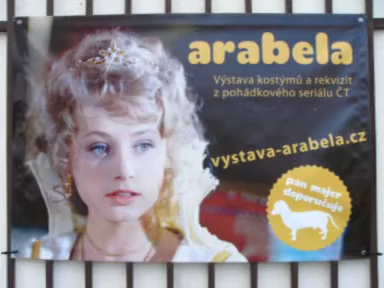 arabela
Výstava kostýmů a rekvizit
z pohádkového seriálu ČT
vystava-arabela.cz
pan majer
doporučuje